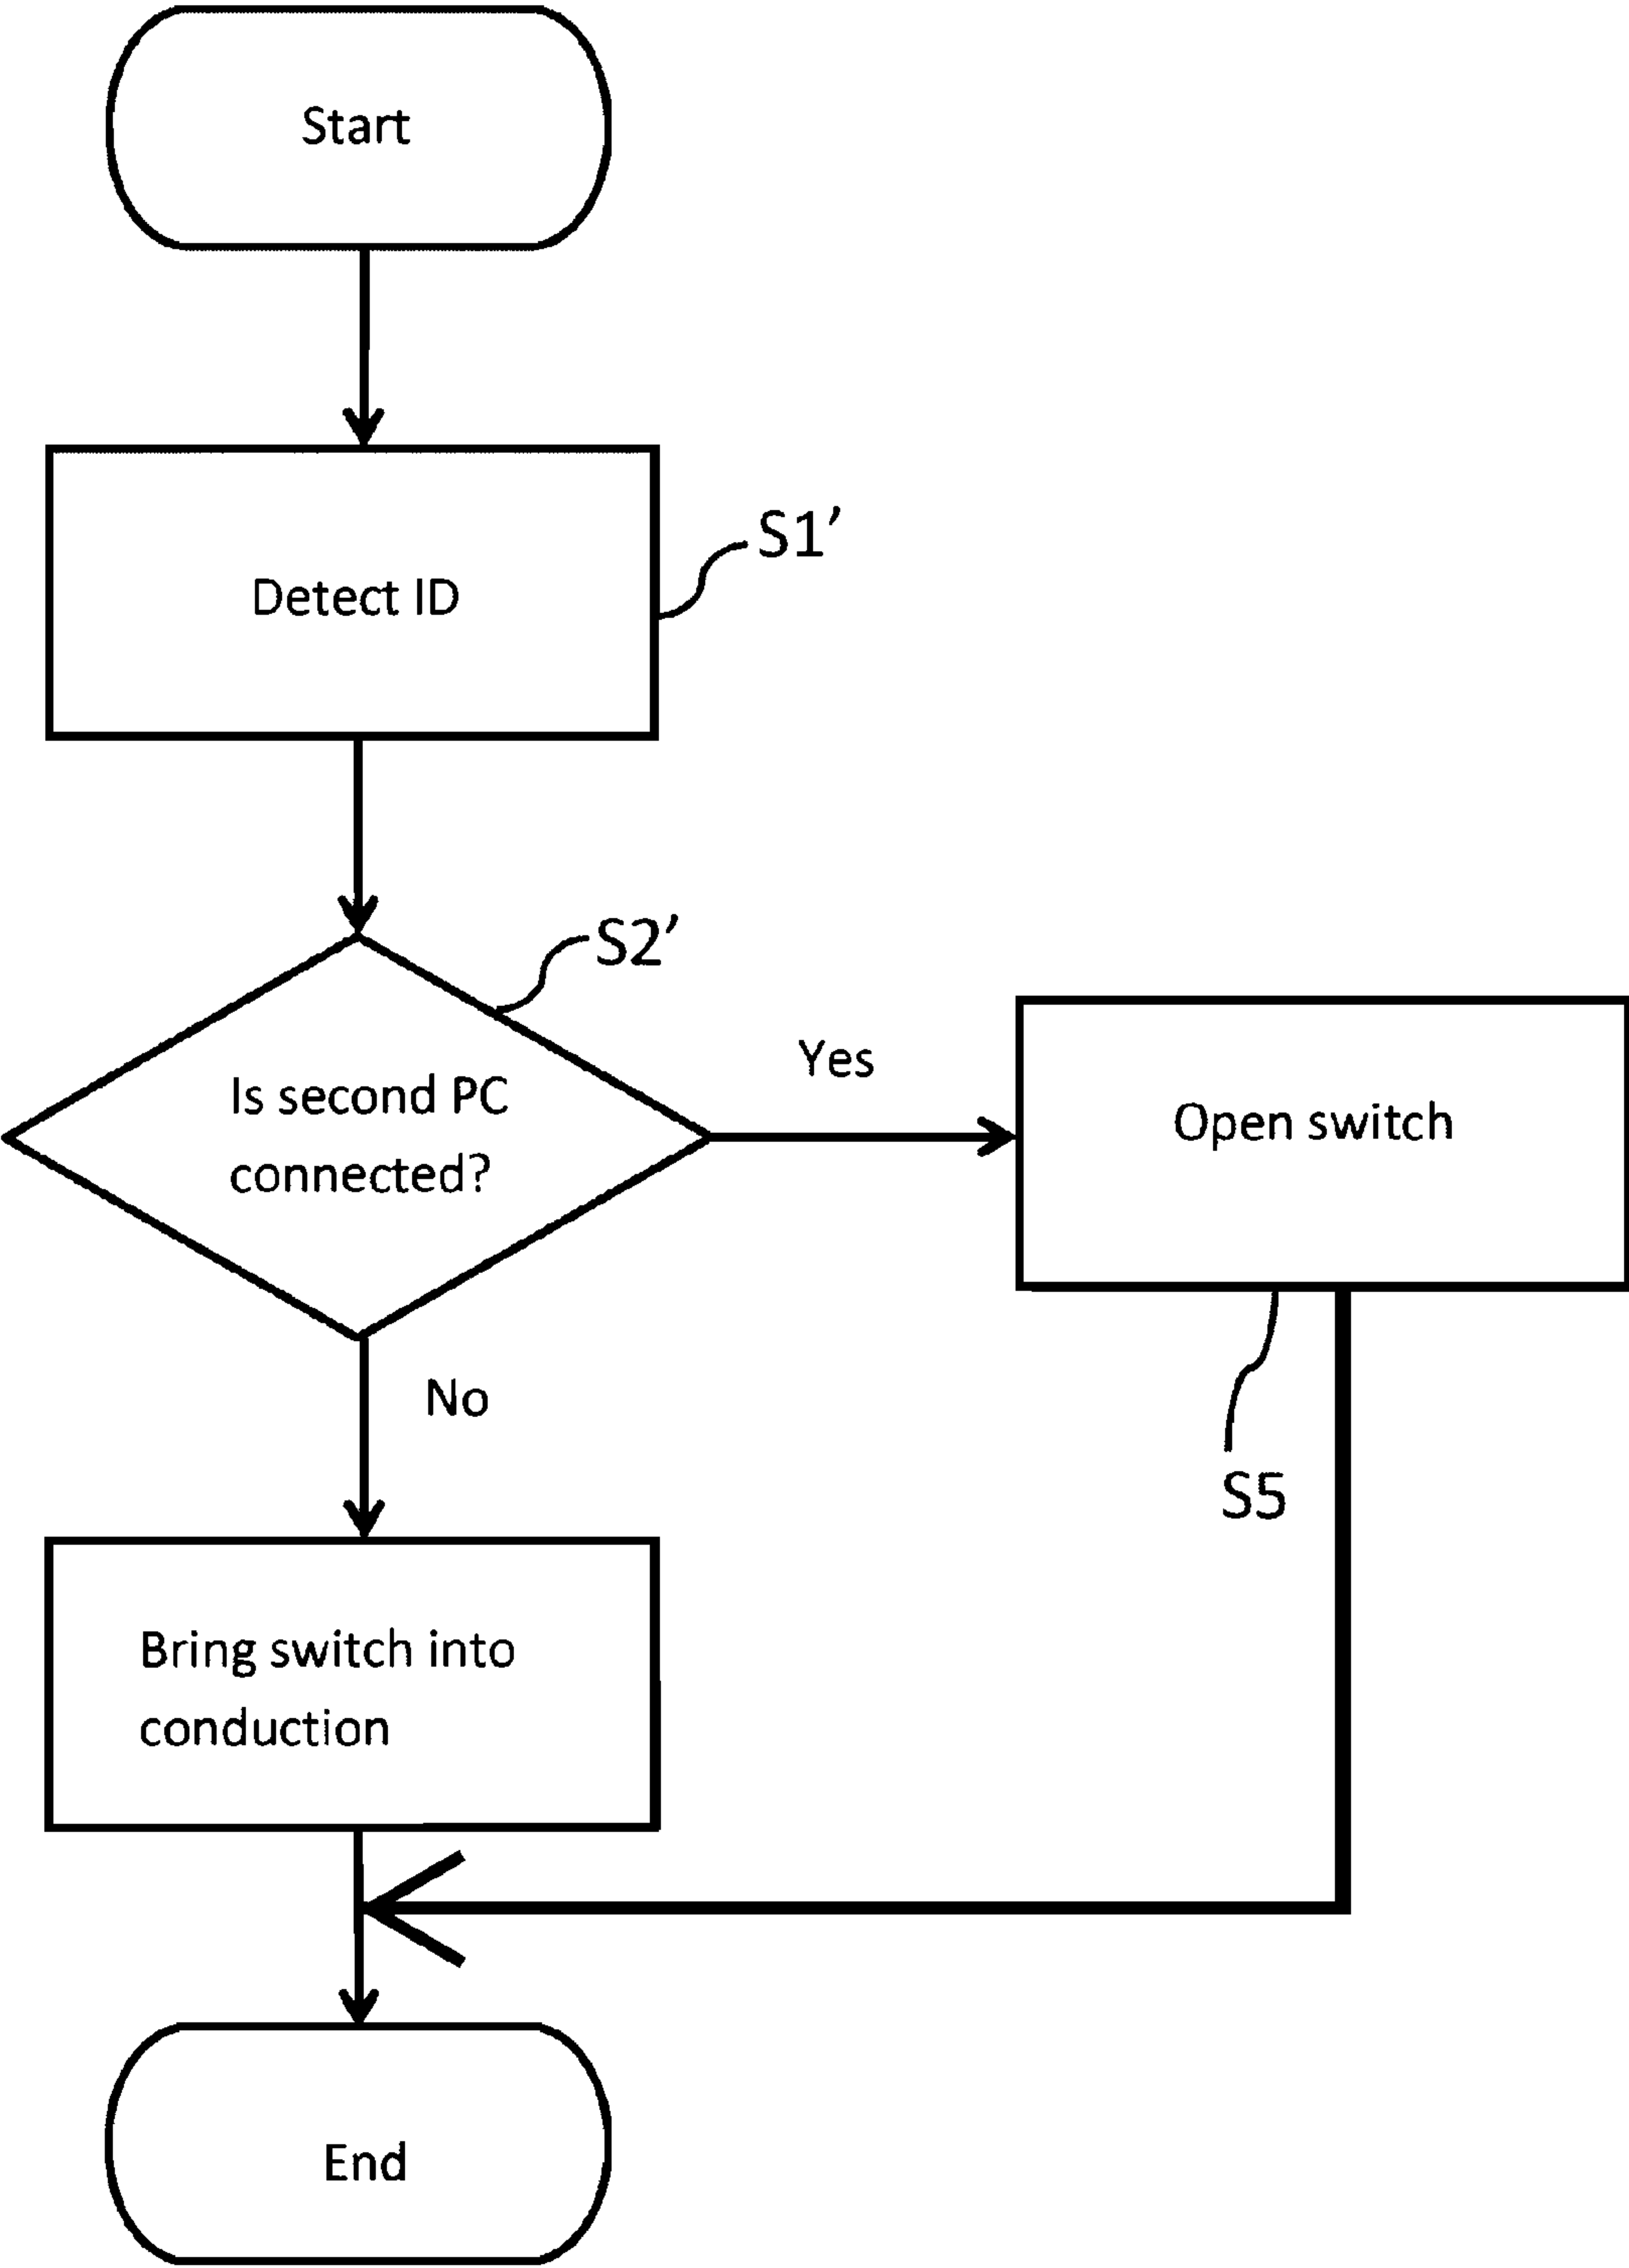 Start
Detect ID
S1’
S2’
Is second PC
connected?
Yes
Open switch
S5
No
Bring switch into
conduction
End